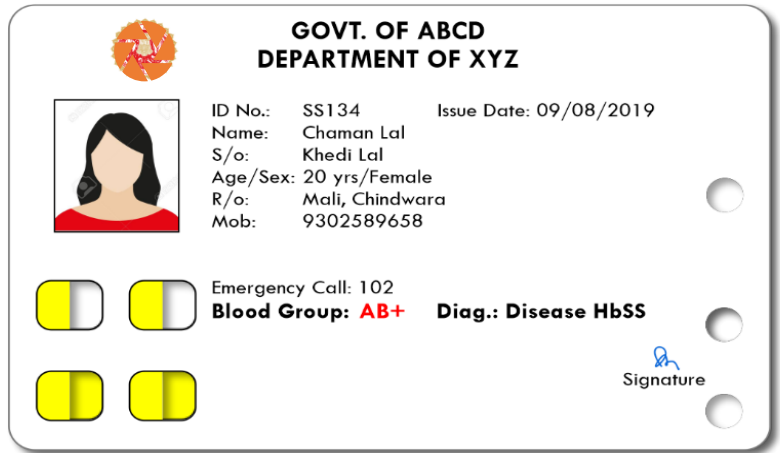 GOVT. OF ABCD
DEPARTMENT OF XYZ
ID No.: SS134 Issue Date: 09/08/2019
Name: Chaman Lal
S/o: Khedi Lal
Age/Sex: 20 yrs/Female
R/o: Mali, Chindwara
Mob: 9302589658
Emergency Call: 102
Blood Group: AB+ Diag.: Disease HbSS
Signature